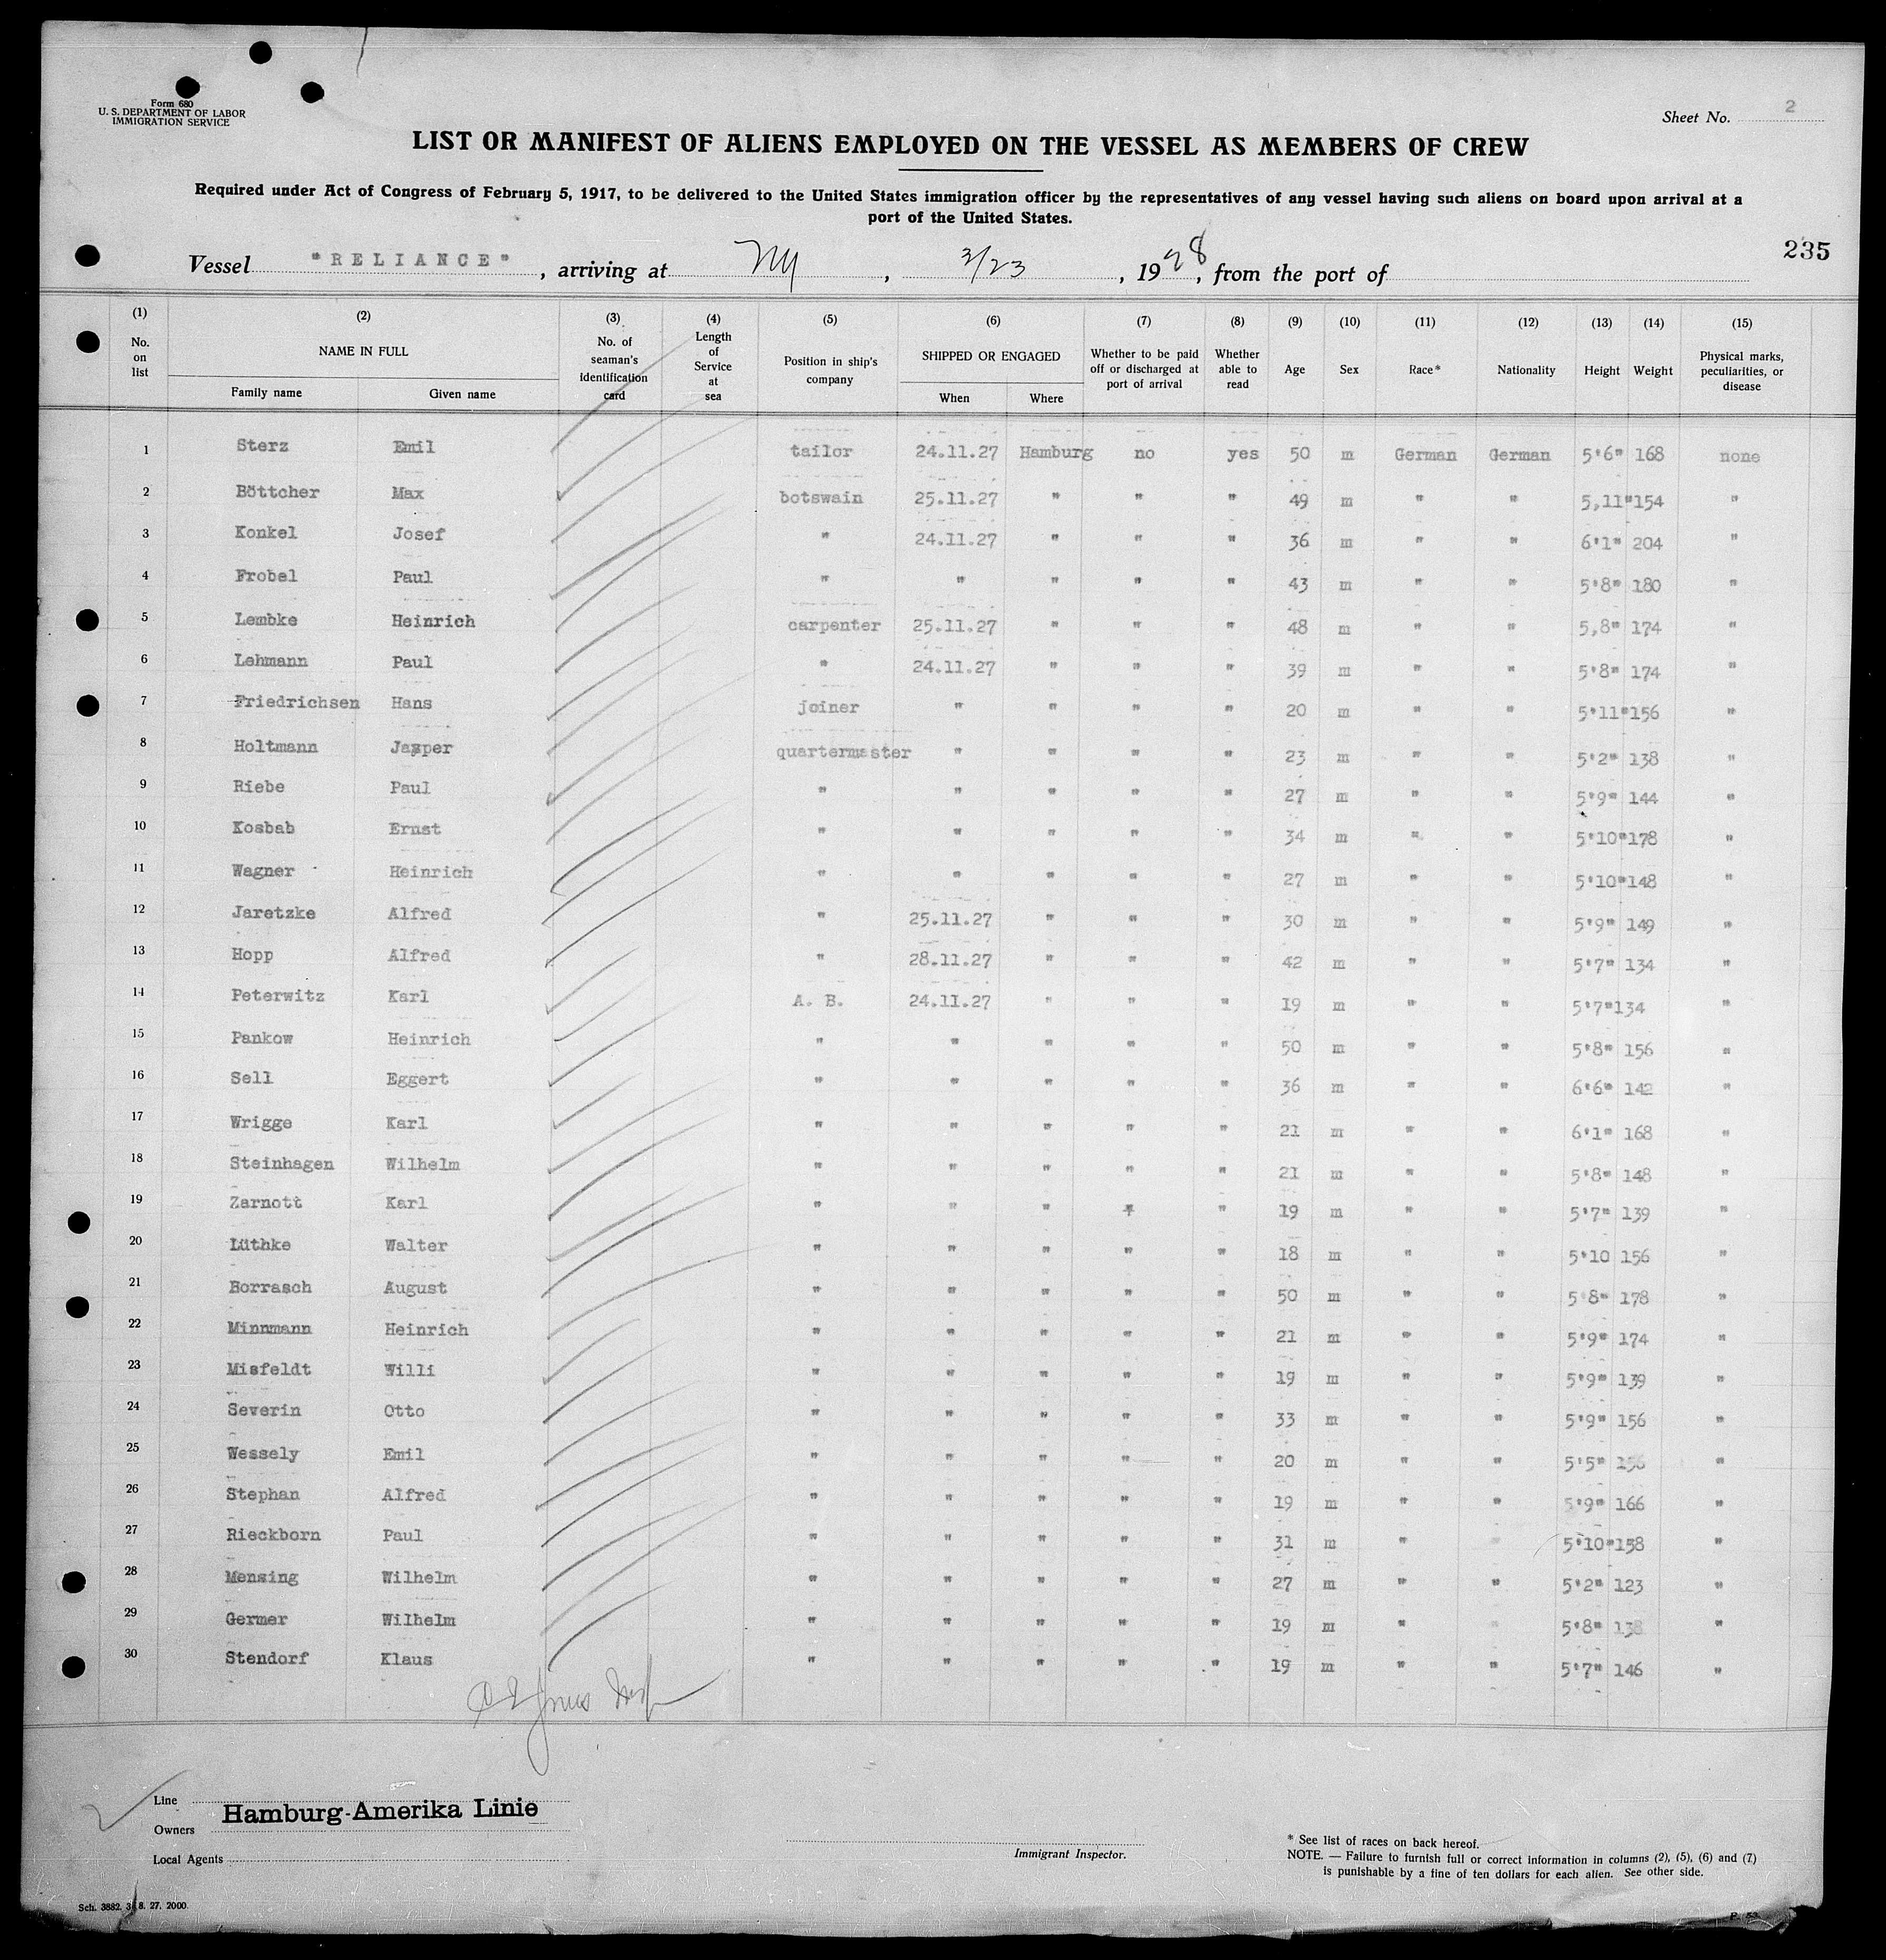 Form 680
U. S. DEPARTMENT OF LABOR
IMMIGRATION SERVICE
Sheet No. 2
LIST OR MANIFEST OF ALIENS EMPLOYED ON THE VESSEL AS MEMBERS OF CREW
Required under Act of Congress of February 5, 1917, to be delivered to the United States immigration officer by the representatives of any vessel having such aliens on board upon arrival at a
port of the United States.
235
Vessel "RELIANCE", arriving at NY, 3/23, 1928, from the port of
(1) (2) (3) (4) (5) (6) (7) (8) (9) (10) (11) (12) (13) (14) (15)
No. on list NAME IN FULL Family name Given name No. of seaman's identification card Length of Service at sea Position in ship's company SHIPPED OR ENGAGED When Where Whether to be paid off or discharged at port of arrival Whether able to read Age Sex Race* Nationality Height Weight Physical marks, peculiarities, or disease
1 Sterz Emil tailor 24.11.27 Hamburg no yes 50 m German German 5'6" 168 none
2 Böttcher Max botswain 25.11.27 " " " 49 m " " 5,11" 154 "
3 Konkel Josef " 24.11.27 " " " 36 m " " 6'1" 204 "
4 Frobel Paul " " " " " 43 m " " 5'8" 180 "
5 Lembke Heinrich carpenter 25.11.27 " " " 48 m " " 5,8" 174 "
6 Lehmann Paul " 24.11.27 " " " 39 m " " 5'8" 174 "
7 Friedrichsen Hans joiner " " " " 20 m " " 5'11" 156 "
8 Holtmann Jasper quartermaster " " " " 23 m " " 5'2" 138 "
9 Riebe Paul " " " " " 27 m " " 5'9" 144 "
10 Kosbab Ernst " " " " " 34 m " " 5'10" 178 "
11 Wagner Heinrich " " " " " 27 m " " 5'10" 148 "
12 Jaretzke Alfred " 25.11.27 " " " 30 m " " 5'9" 149 "
13 Hopp Alfred " 28.11.27 " " " 42 m " " 5'7" 134 "
14 Peterwitz Karl A. B. 24.11.27 " " " 19 m " " 5'7" 134 "
15 Pankow Heinrich " " " " " 50 m " " 5'8" 156 "
16 Sell Eggert " " " " " 36 m " " 6'6" 142 "
17 Wrigge Karl " " " " " 21 m " " 6'1" 168 "
18 Steinhagen Wilhelm " " " " " 21 m " " 5'8" 148 "
19 Zarnott Karl " " " " " 19 m " " 5'7" 139 "
20 Lüthke Walter " " " " " 18 m " " 5'10 156 "
21 Borrasch August " " " " " 50 m " " 5'8" 178 "
22 Minnmann Heinrich " " " " " 21 m " " 5'9" 174 "
23 Misfeldt Willi " " " " " 19 m " " 5'9" 139 "
24 Severin Otto " " " " " 33 m " " 5'9" 156 "
25 Wessely Emil " " " " " 20 m " " 5'5" 156 "
26 Stephan Alfred " " " " " 19 m " " 5'9" 166 "
27 Rieckborn Paul " " " " " 31 m " " 5'10" 158 "
28 Mensing Wilhelm " " " " " 27 m " " 5'2" 123 "
29 Germer Wilhelm " " " " " 19 m " " 5'8" 138 "
30 Stendorf Klaus " " " " " 19 m " " 5'7" 146 "
Line
Hamburg-Amerika Linie
Owners
Local Agents
Immigrant Inspector.
* See list of races on back hereof.
NOTE. — Failure to furnish full or correct information in columns (2), (5), (6) and (7)
is punishable by a fine of ten dollars for each alien. See other side.
Sch. 3882. 3. 8. 27. 2000.